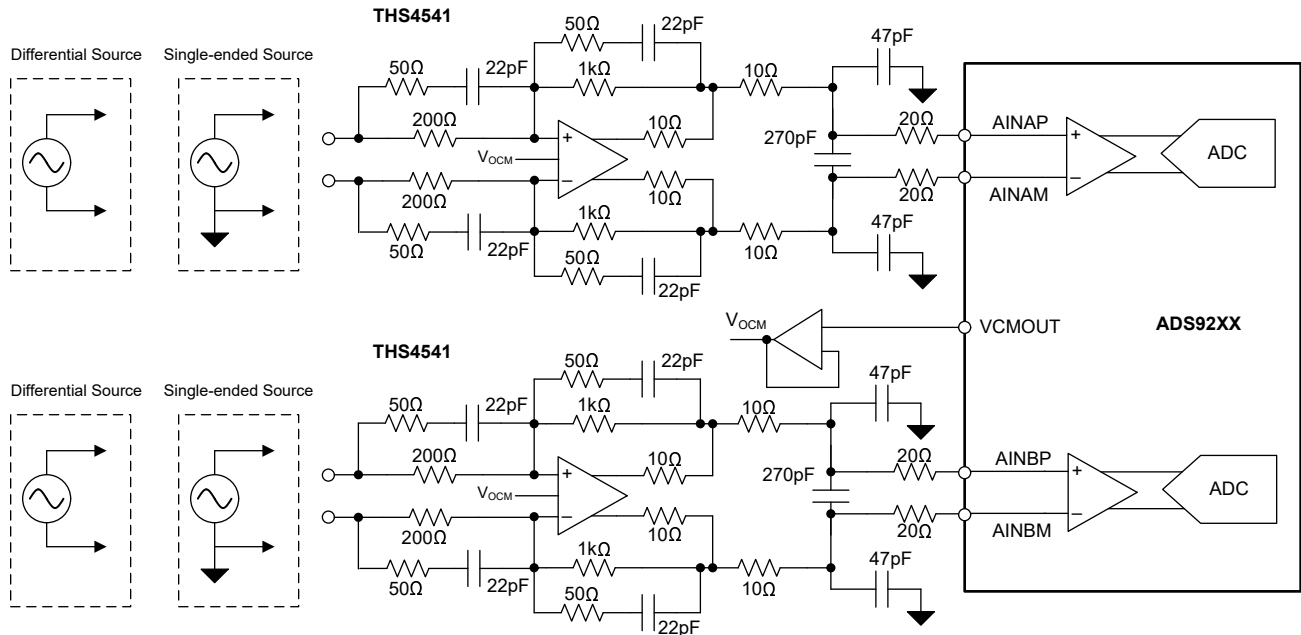 THS4541
Differential Source
Single-ended Source
50Ω
22pF
50Ω
22pF
1kΩ
200Ω
+
VOCM
−
10Ω
10Ω
200Ω
50Ω
22pF
1kΩ
50Ω
22pF
10Ω
10Ω
47pF
270pF
47pF
20Ω
20Ω
AINAP
AINAM
+
−
ADC
VOCM
VCMOUT
ADS92XX
THS4541
Differential Source
Single-ended Source
50Ω
22pF
50Ω
22pF
1kΩ
200Ω
+
VOCM
−
10Ω
10Ω
200Ω
50Ω
22pF
1kΩ
50Ω
22pF
10Ω
10Ω
47pF
270pF
47pF
20Ω
20Ω
AINBP
AINBM
+
−
ADC